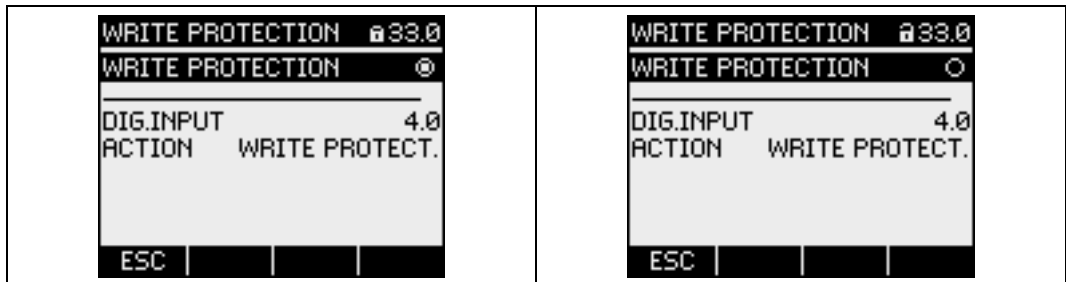 WRITE PROTECTION 33.0
WRITE PROTECTION
DIG.INPUT 4.0
ACTION WRITE PROTECT.
ESC
WRITE PROTECTION 33.0
WRITE PROTECTION
DIG.INPUT 4.0
ACTION WRITE PROTECT.
ESC